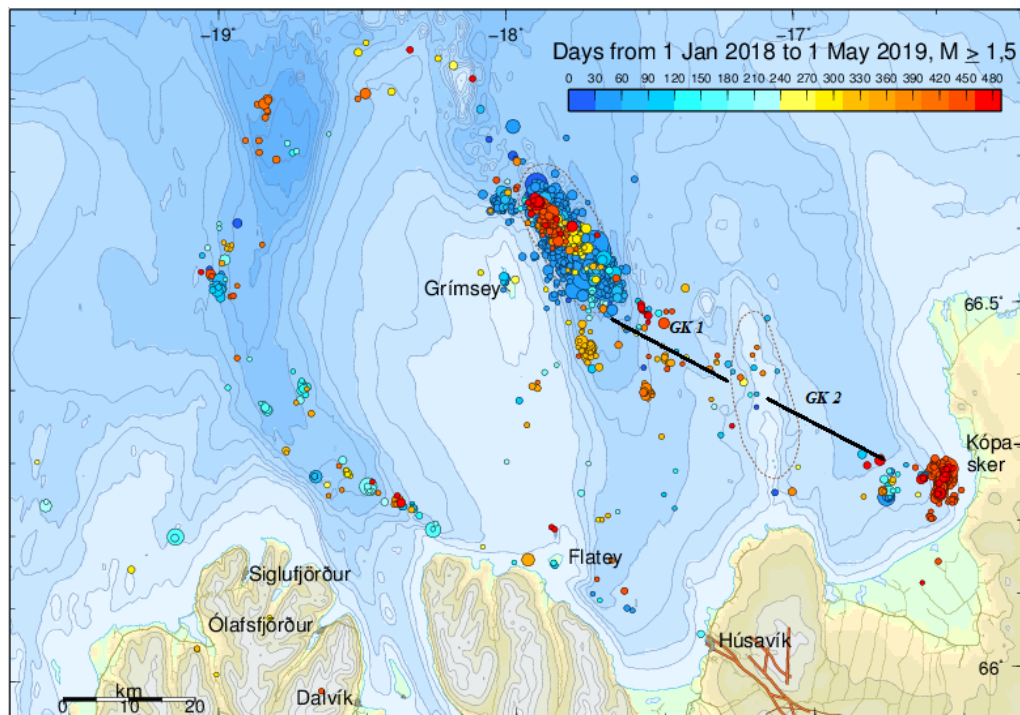 -19° -18° -17°
Days from 1 Jan 2018 to 1 May 2019, M ≥ 1,5
0 30 60 90 120 150 180 210 240 270 300 330 360 390 420 450 480
Grímsey
66.5°
GK 1
GK 2
Kópa-
sker
Flatey
Siglufjörður
Ólafsfjörður
Húsavík
66°
km
Dalvík
0 10 20